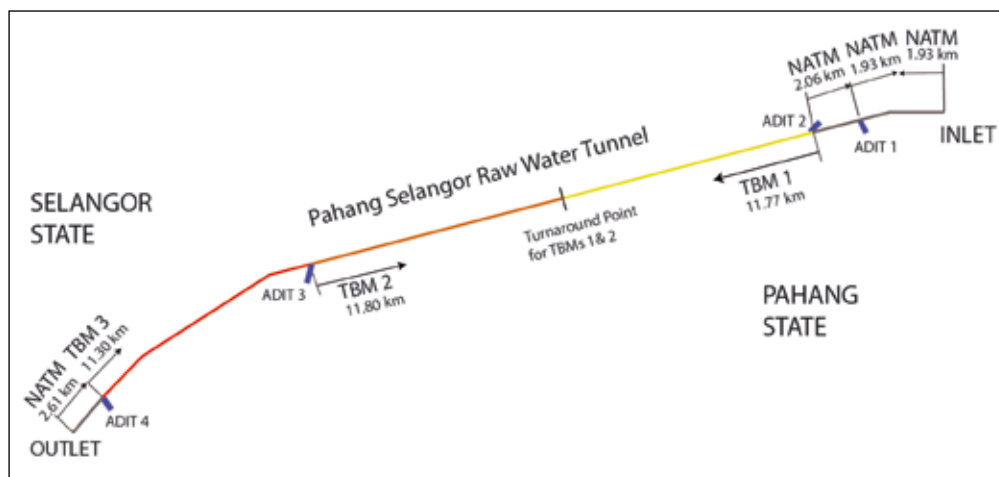 NATM
2.06 km
NATM
1.93 km
NATM
1.93 km
ADIT 2
ADIT 1
INLET
Pahang Selangor Raw Water Tunnel
TBM 1
11.77 km
SELANGOR
STATE
Turnaround Point
for TBMs 1 & 2
ADIT 3
TBM 2
11.80 km
PAHANG
STATE
NATM
2.61 km
TBM 3
11.30 km
ADIT 4
OUTLET